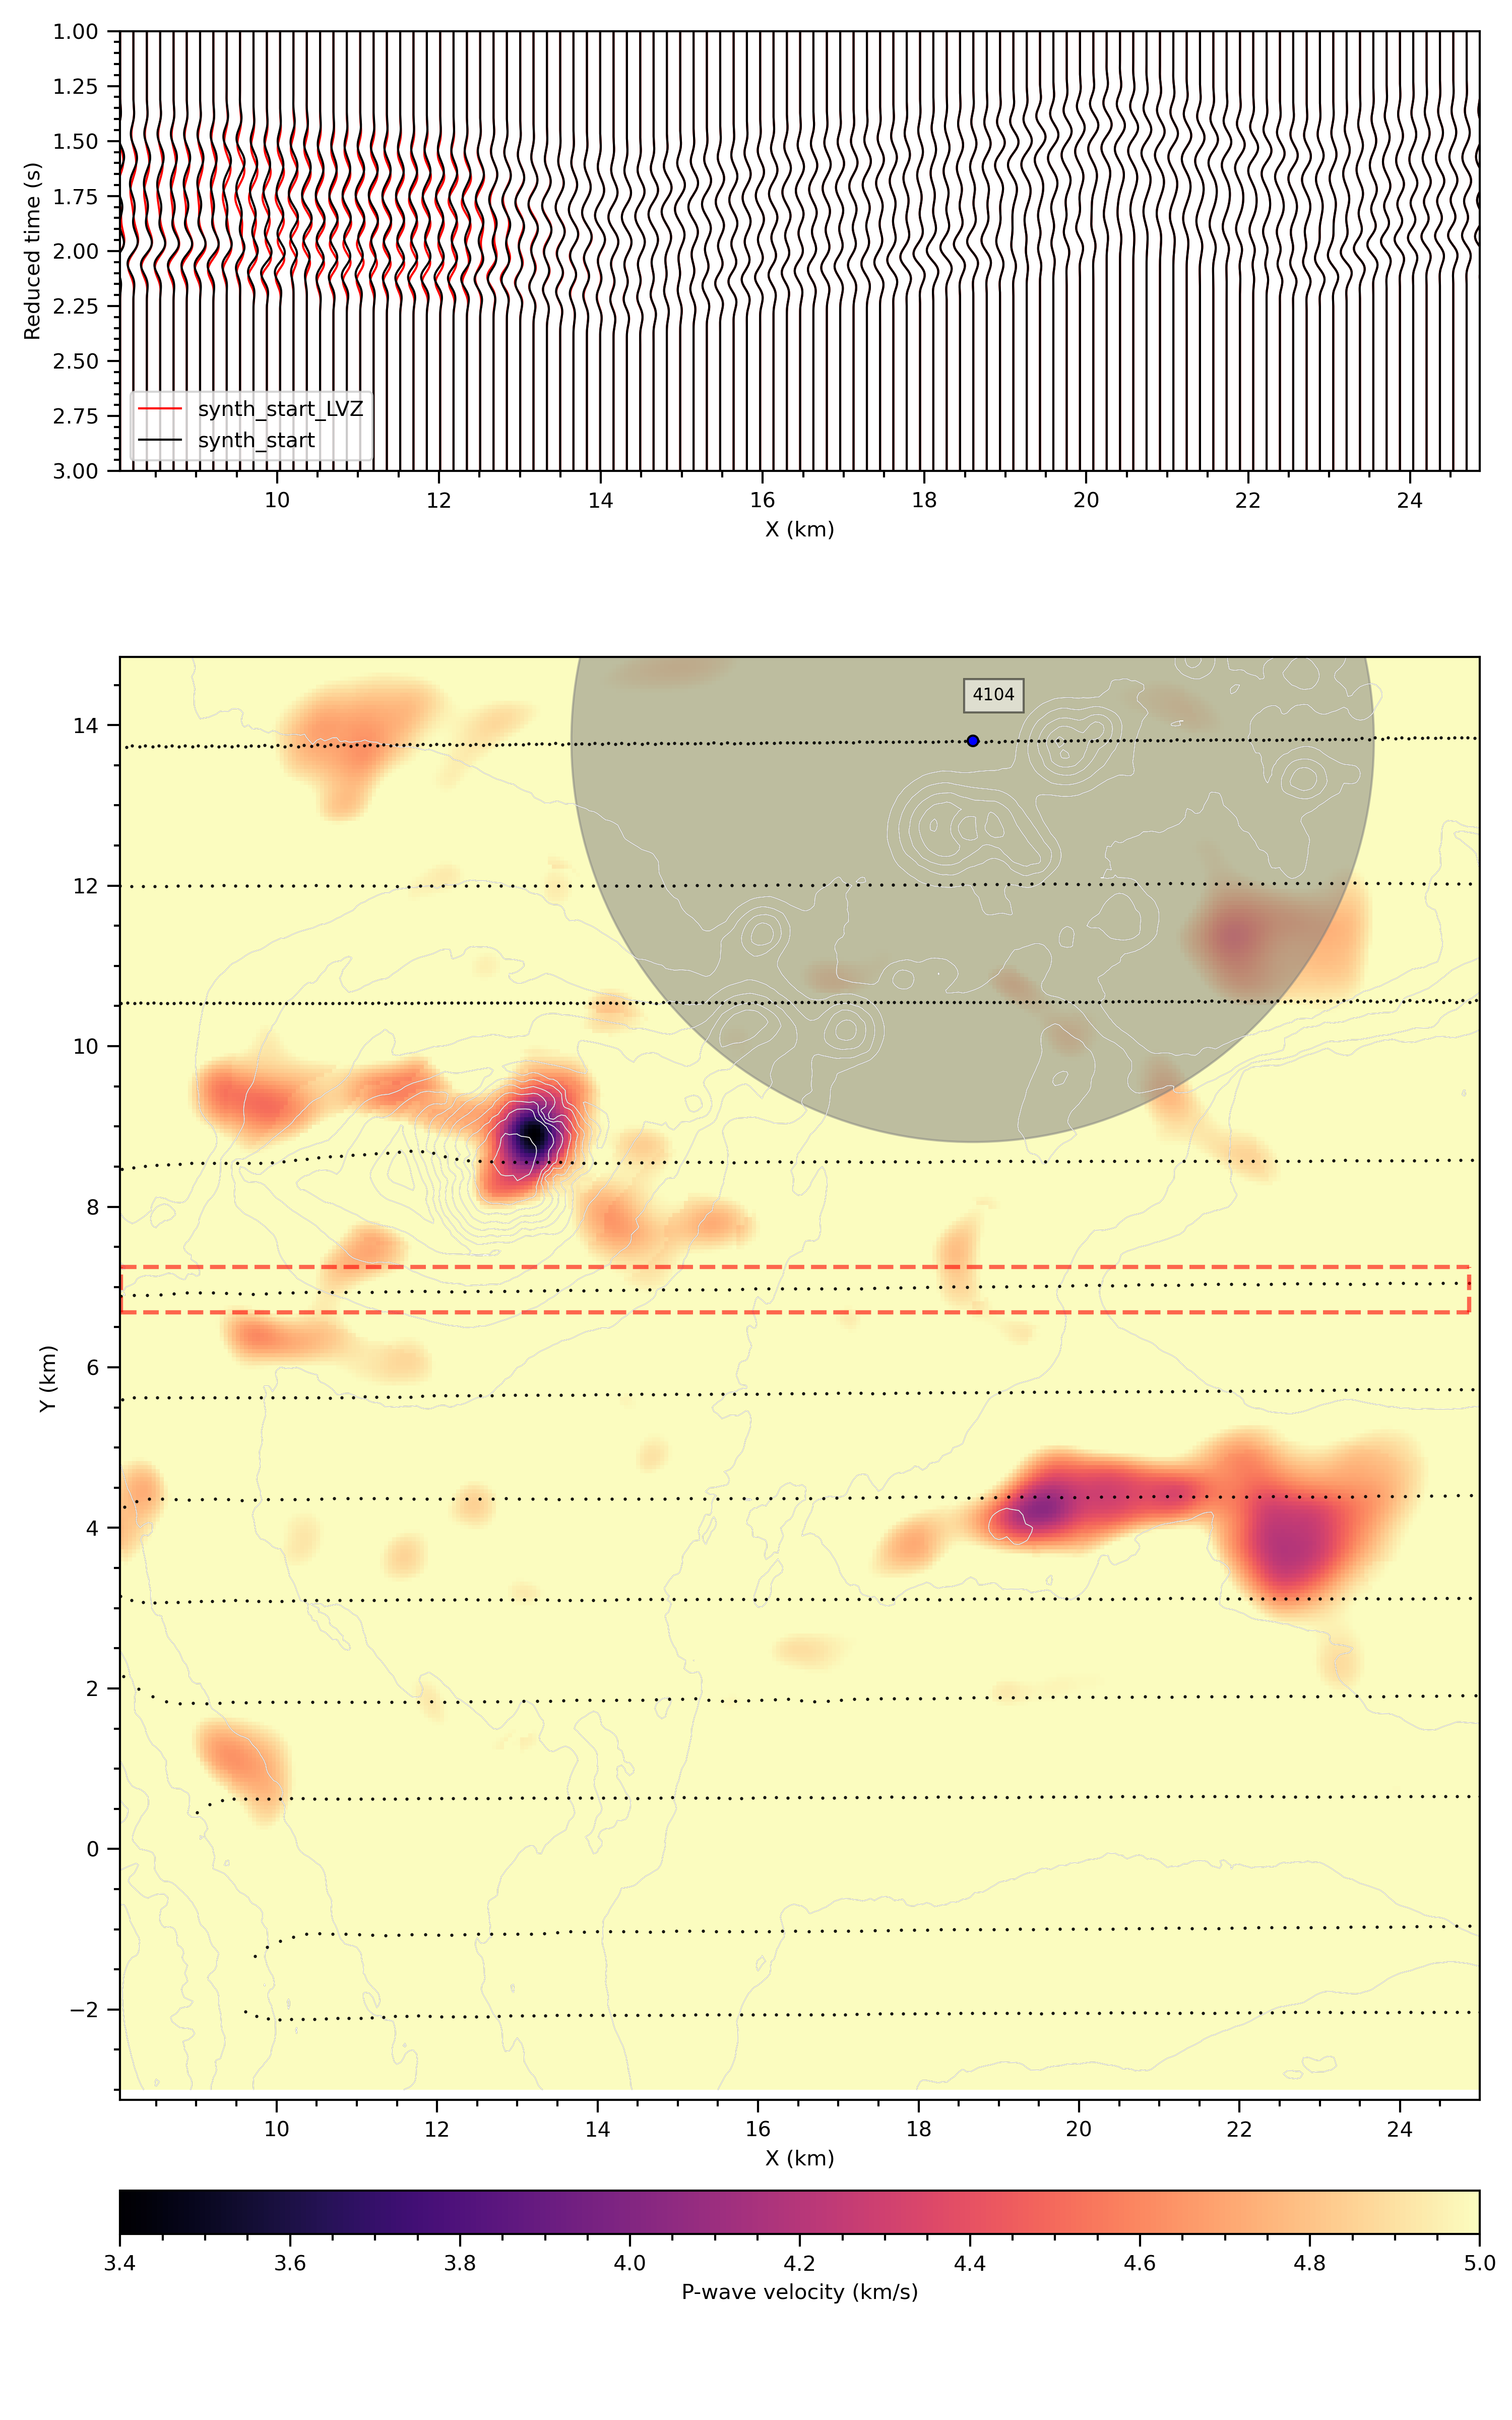 1.00
1.25
1.50
1.75
2.00
2.25
2.50
2.75
3.00
Reduced time (s)
synth_start_LVZ
synth_start
10 12 14 16 18 20 22 24
X (km)
4104
14
12
10
8
6
4
2
0
−2
Y (km)
10 12 14 16 18 20 22 24
X (km)
3.4 3.6 3.8 4.0 4.2 4.4 4.6 4.8 5.0
P-wave velocity (km/s)